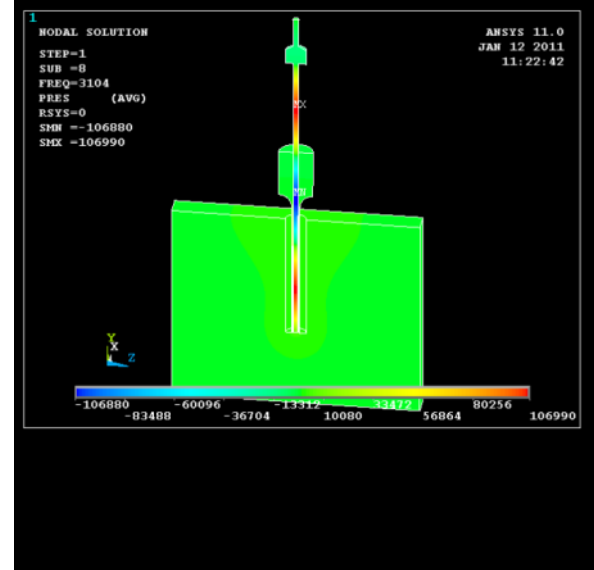 1
NODAL SOLUTION
STEP=1
SUB =8
FREQ=3104
PRES (AVG)
RSYS=0
SMN =-106880
SMX =106990
ANSYS 11.0
JAN 12 2011
11:22:42
MX
MN
Y
X
Z
-106880 -60096 -13312 33472 80256
-83488 -36704 10080 56864 106990